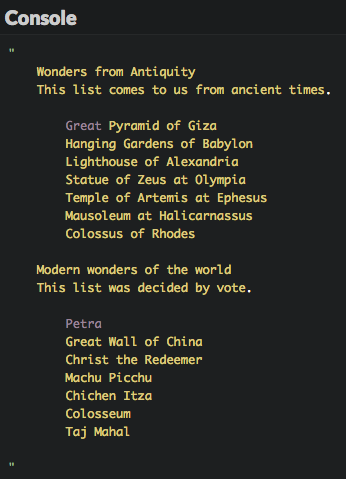 Console
"
Wonders from Antiquity
This list comes to us from ancient times.
Great Pyramid of Giza
Hanging Gardens of Babylon
Lighthouse of Alexandria
Statue of Zeus at Olympia
Temple of Artemis at Ephesus
Mausoleum at Halicarnassus
Colossus of Rhodes
Modern wonders of the world
This list was decided by vote.
Petra
Great Wall of China
Christ the Redeemer
Machu Picchu
Chichen Itza
Colosseum
Taj Mahal
"